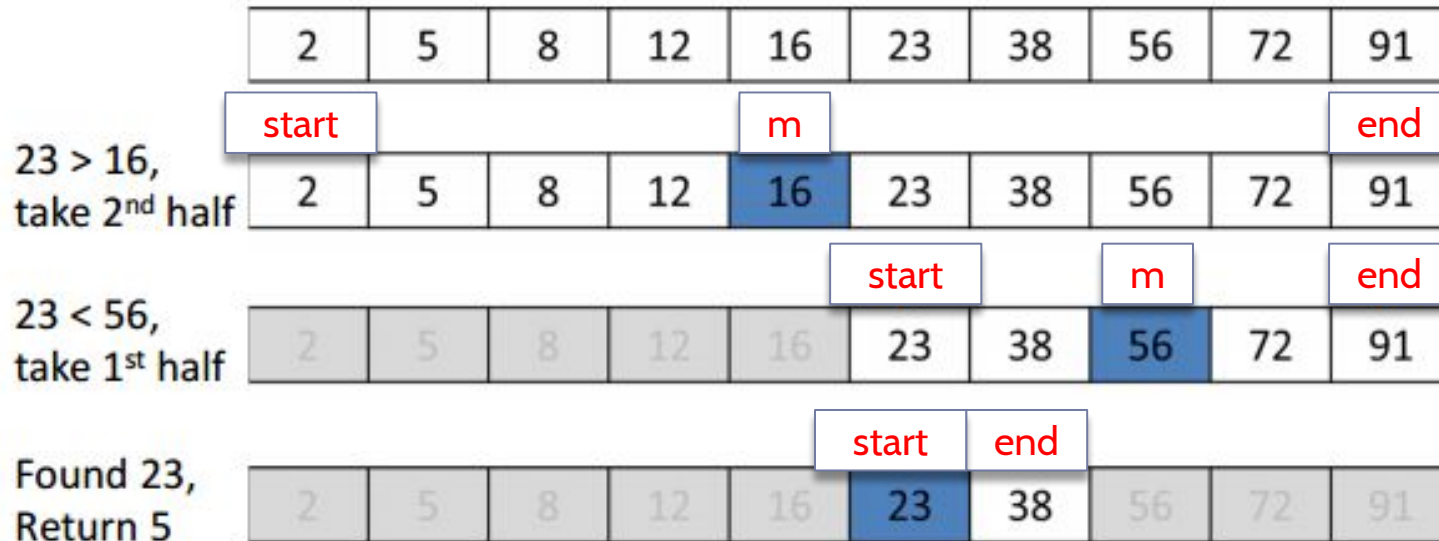 2 5 8 12 16 23 38 56 72 91
start m end
23 > 16,
take 2nd half
2 5 8 12 16 23 38 56 72 91
start m end
23 < 56,
take 1st half
2 5 8 12 16 23 38 56 72 91
start end
Found 23,
Return 5
2 5 8 12 16 23 38 56 72 91